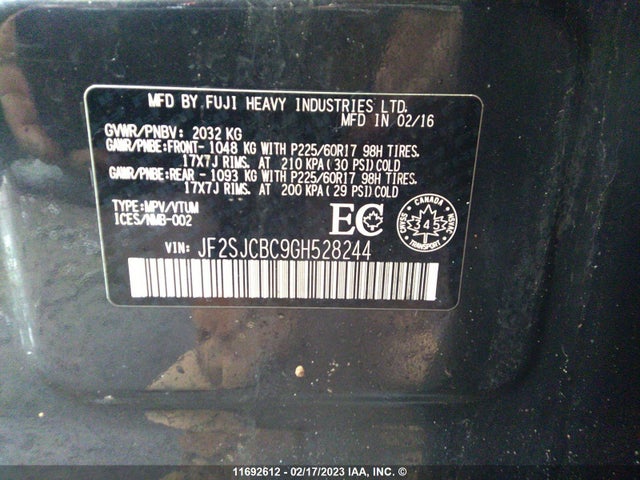 MFD BY FUJI HEAVY INDUSTRIES LTD.
MFD IN 02/16
GVWR/PNBV: 2032 KG
GAWR/PNBE:FRONT- 1048 KG WITH P225/60R17 98H TIRES.
17X7J RIMS. AT 210 KPA ( 30 PSI ) COLD
GAWR/PNBE:REAR - 1093 KG WITH P225/60R17 98H TIRES.
17X7J RIMS. AT 200 KPA ( 29 PSI ) COLD
TYPE:MPV/VTUM
ICES/NMB-002
EC
CANADA
CMVSS
NSVAC
45
TRANSPORT
VIN: JF2SJCBC9GH528244
11692612 - 02/17/2023 IAA, INC. ©